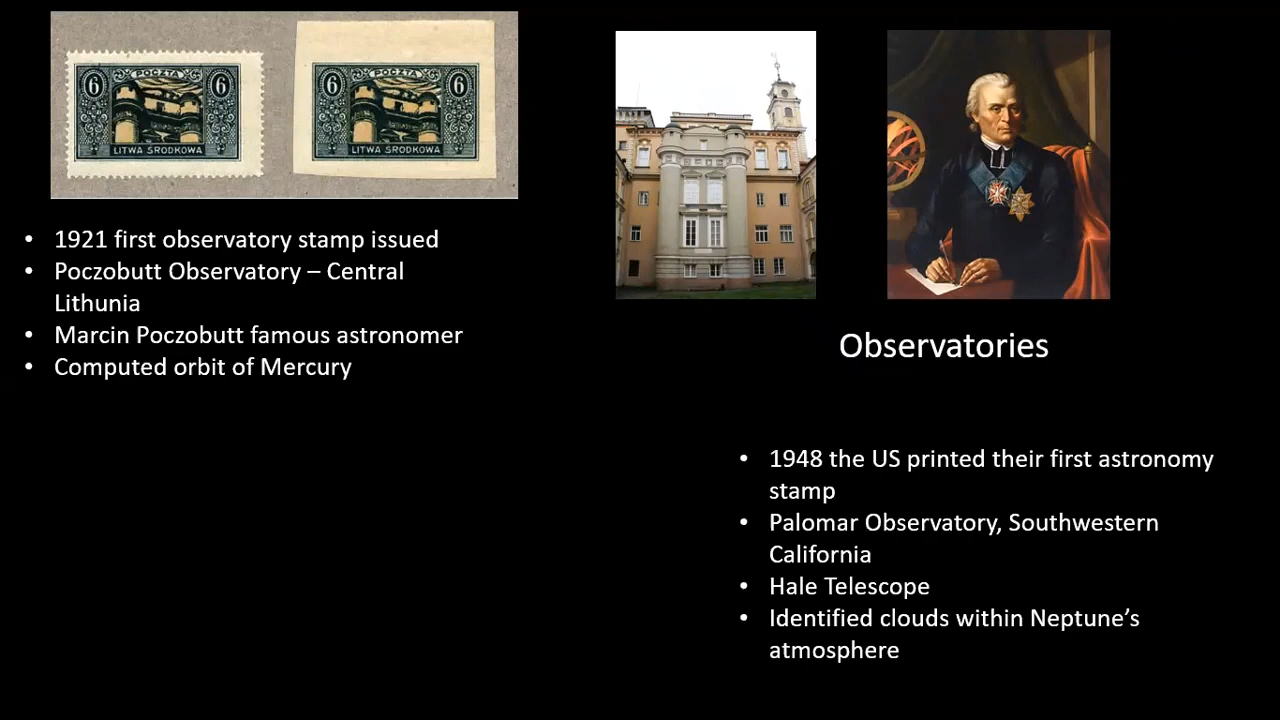 POCZTA
6 6
LITWA ŚRODKOWA
POCZTA
6 6
LITWA ŚRODKOWA
• 1921 first observatory stamp issued
• Poczobutt Observatory – Central
Lithunia
• Marcin Poczobutt famous astronomer
• Computed orbit of Mercury
Observatories
• 1948 the US printed their first astronomy
stamp
• Palomar Observatory, Southwestern
California
• Hale Telescope
• Identified clouds within Neptune’s
atmosphere